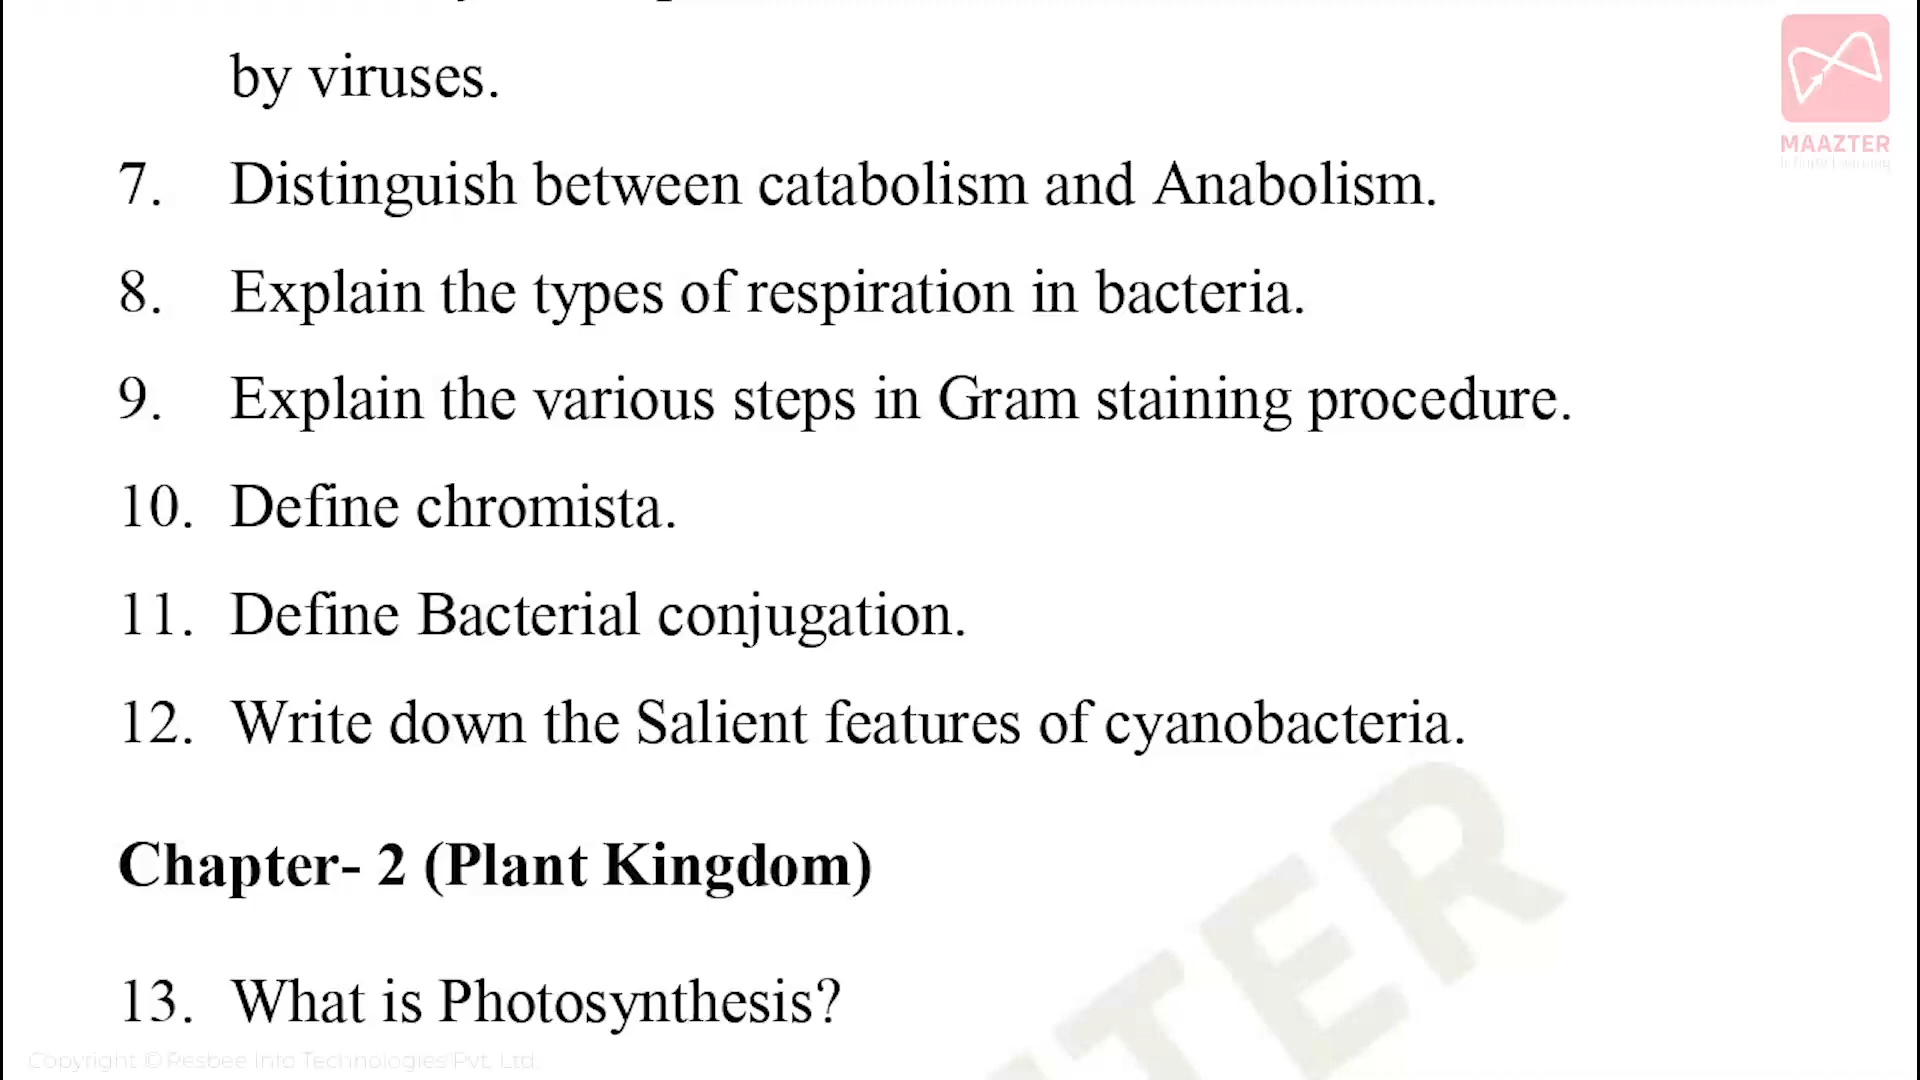 by viruses.
MAAZTER
7. Distinguish between catabolism and Anabolism.
8. Explain the types of respiration in bacteria.
9. Explain the various steps in Gram staining procedure.
10. Define chromista.
11. Define Bacterial conjugation.
12. Write down the Salient features of cyanobacteria.
Chapter- 2 (Plant Kingdom)
13. What is Photosynthesis?
TER
Copyright © Resbee Info Technologies Pvt. Ltd.